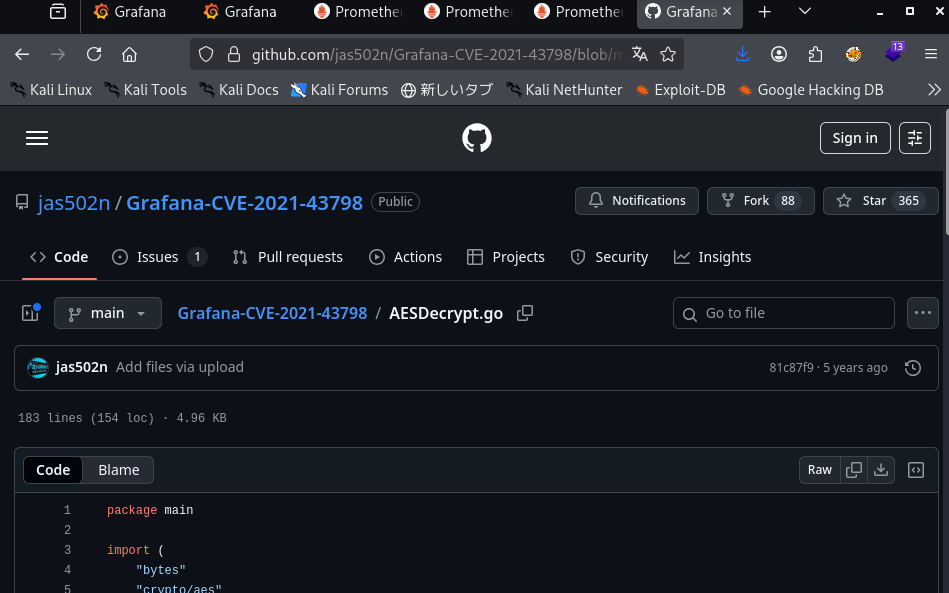 Grafana
Grafana
Promethe
Promethe
Promethe
Grafana
github.com/jas502n/Grafana-CVE-2021-43798/blob/m
13
Kali Linux
Kali Tools
Kali Docs
Kali Forums
新しいタブ
Kali NetHunter
Exploit-DB
Google Hacking DB
Sign in
jas502n / Grafana-CVE-2021-43798 Public
Notifications
Fork 88
Star 365
Code
Issues 1
Pull requests
Actions
Projects
Security
Insights
main
Grafana-CVE-2021-43798 / AESDecrypt.go
Go to file
jas502n Add files via upload
81c87f9 · 5 years ago
183 lines (154 loc) · 4.96 KB
Code
Blame
Raw
1 package main
2
3 import (
4 "bytes"
5 "crypto/aes"